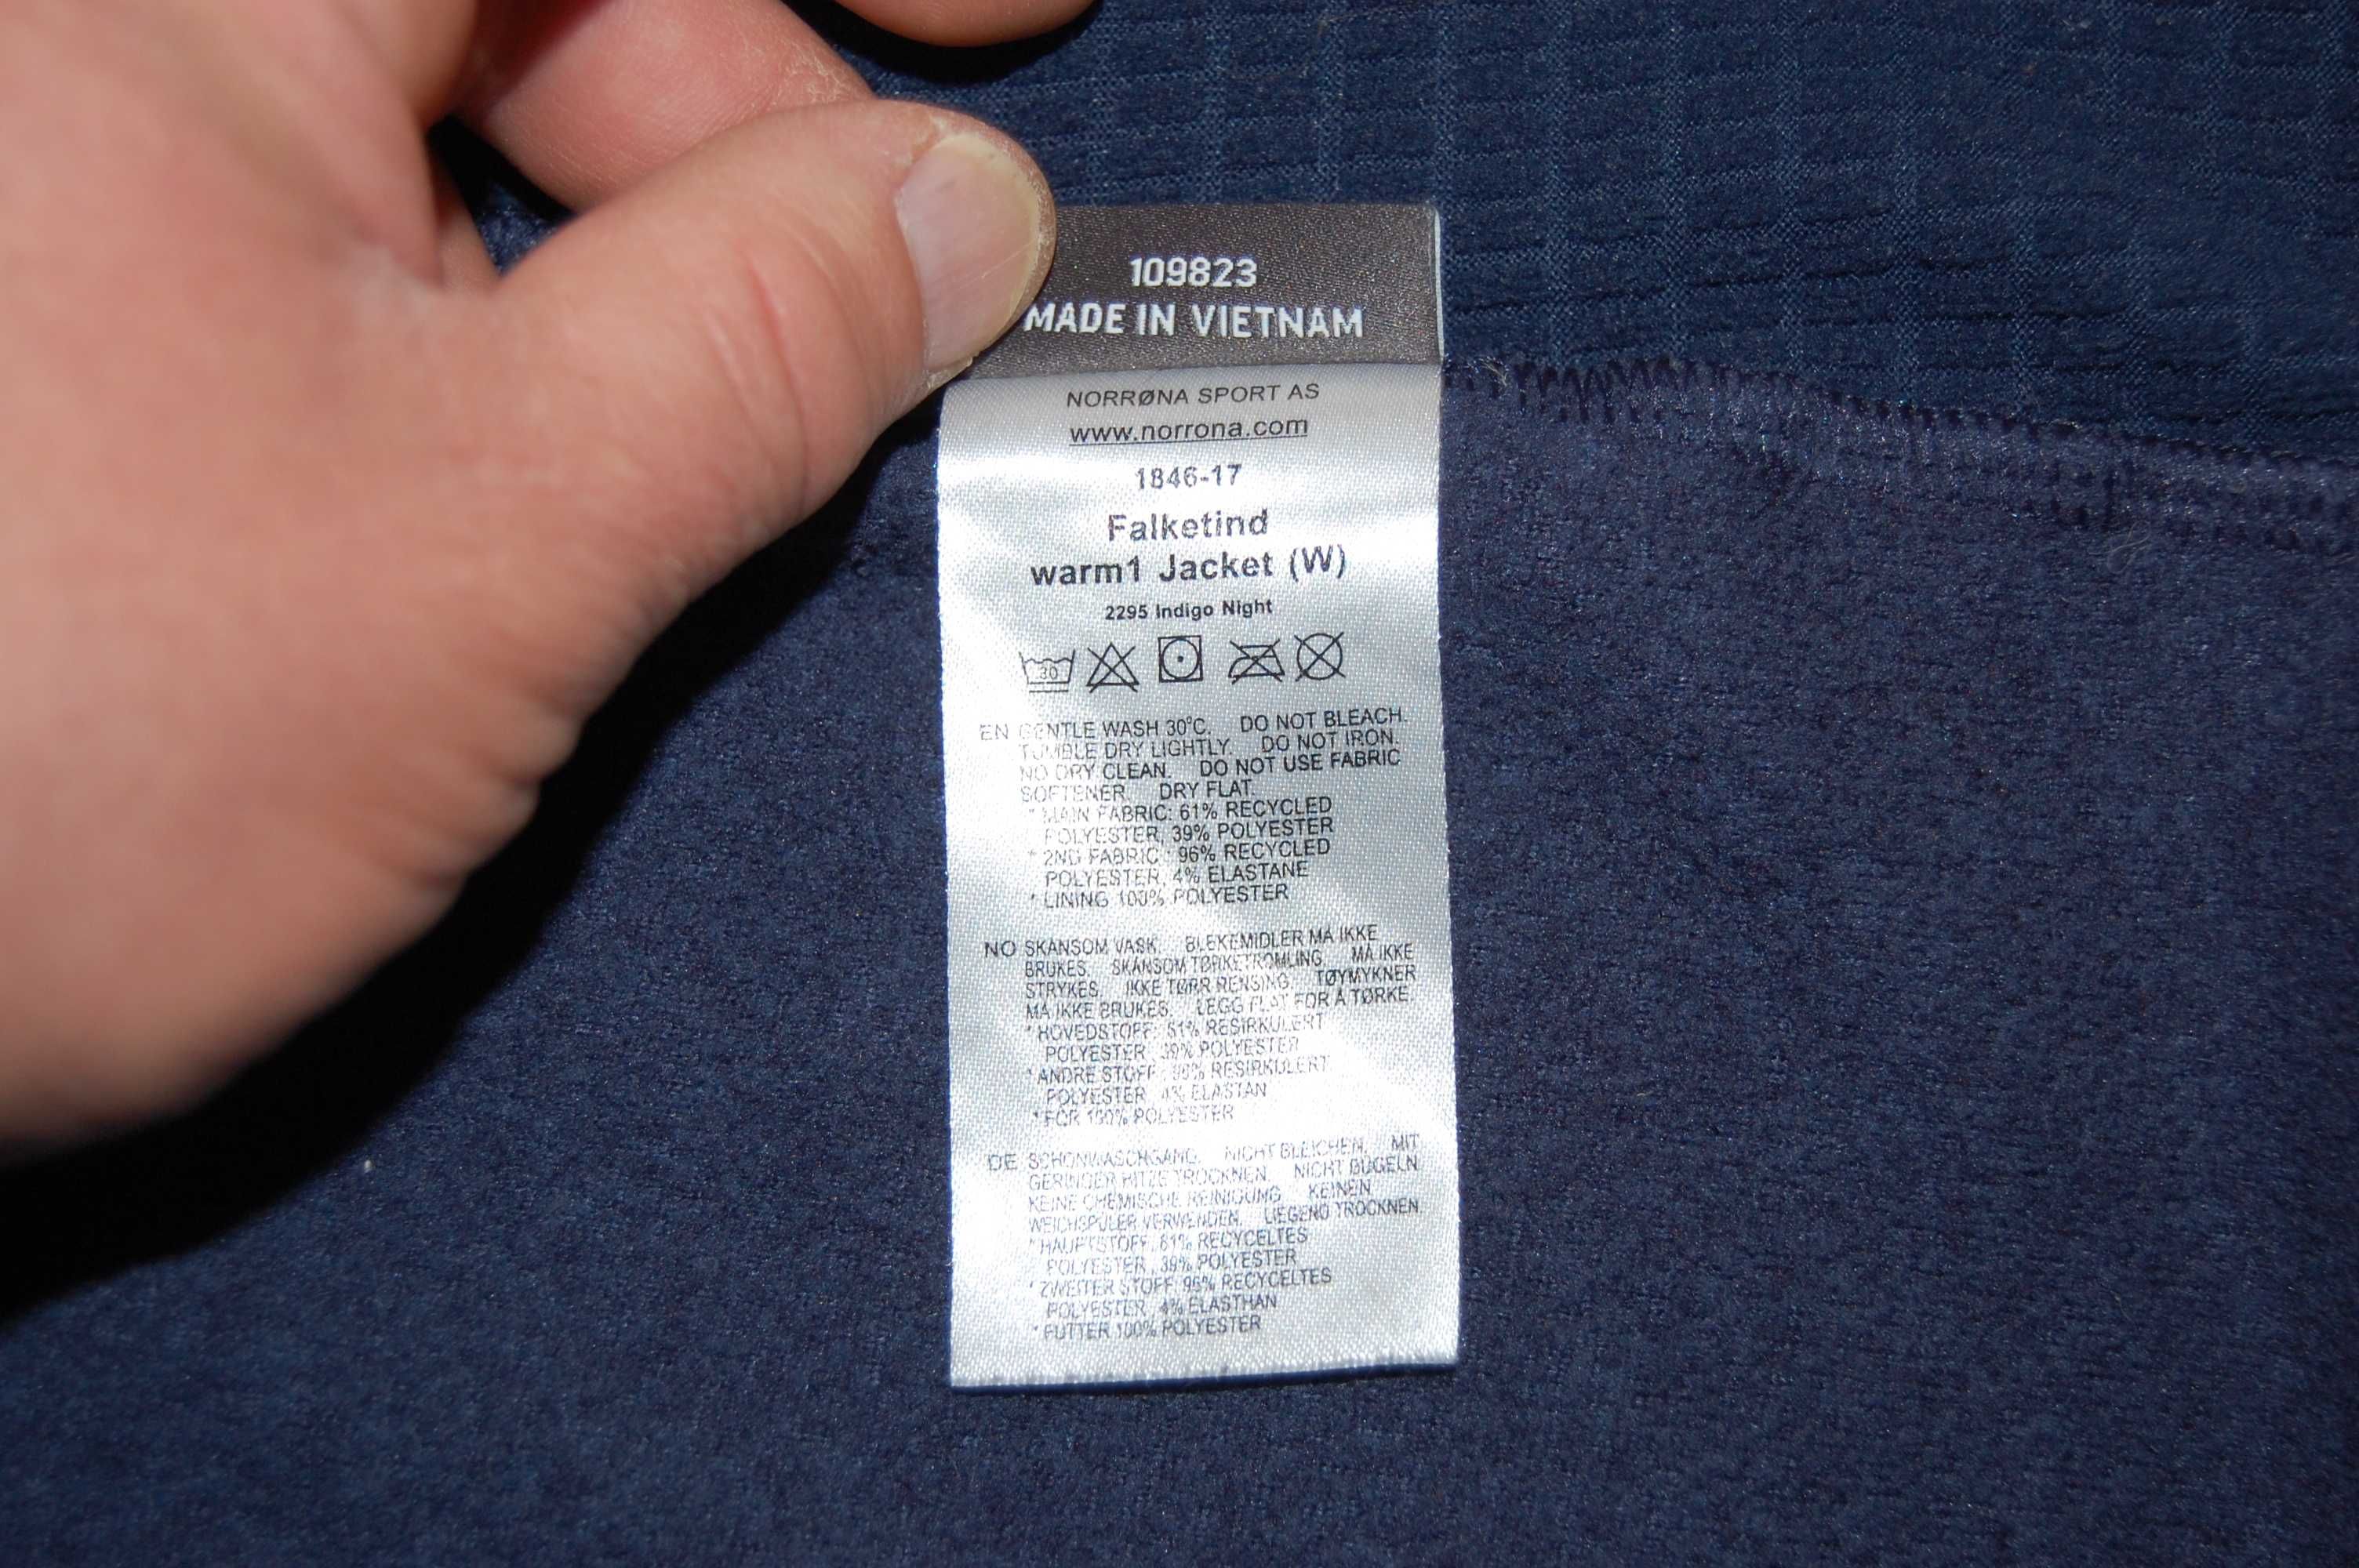 109823
MADE IN VIETNAM
NORRØNA SPORT AS
www.norrona.com
1846-17
Falketind
warm1 Jacket (W)
2295 Indigo Night
30
EN GENTLE WASH 30°C. DO NOT BLEACH.
TUMBLE DRY LIGHTLY. DO NOT IRON.
NO DRY CLEAN. DO NOT USE FABRIC
SOFTENER. DRY FLAT.
* MAIN FABRIC: 61% RECYCLED
POLYESTER, 39% POLYESTER
* 2ND FABRIC : 96% RECYCLED
POLYESTER, 4% ELASTANE
* LINING 100% POLYESTER
NO SKANSOM VASK. BLEKEMIDLER MA IKKE
BRUKES. SKANSOM TØRKETROMLING. MA IKKE
STRYKES. IKKE TØRR RENSING. TØYMYKNER
MA IKKE BRUKES. LEGG FLAT FOR Å TØRKE.
* HOVEDSTOFF: 61% RESIRKULERT
POLYESTER, 39% POLYESTER
* ANDRE STOFF : 96% RESIRKULERT
POLYESTER, 4% ELASTAN
* FÔR 100% POLYESTER
DE SCHONWASCHGANG. NICHT BLEICHEN. MIT
GERINGER HITZE TROCKNEN. NICHT BÜGELN.
KEINE CHEMISCHE REINIGUNG. KEINEN
WEICHSPÜLER VERWENDEN. LIEGEND TROCKNEN.
* HAUPTSTOFF: 61% RECYCELTES
POLYESTER, 39% POLYESTER
* ZWEITER STOFF: 96% RECYCELTES
POLYESTER, 4% ELASTHAN
* FUTTER 100% POLYESTER